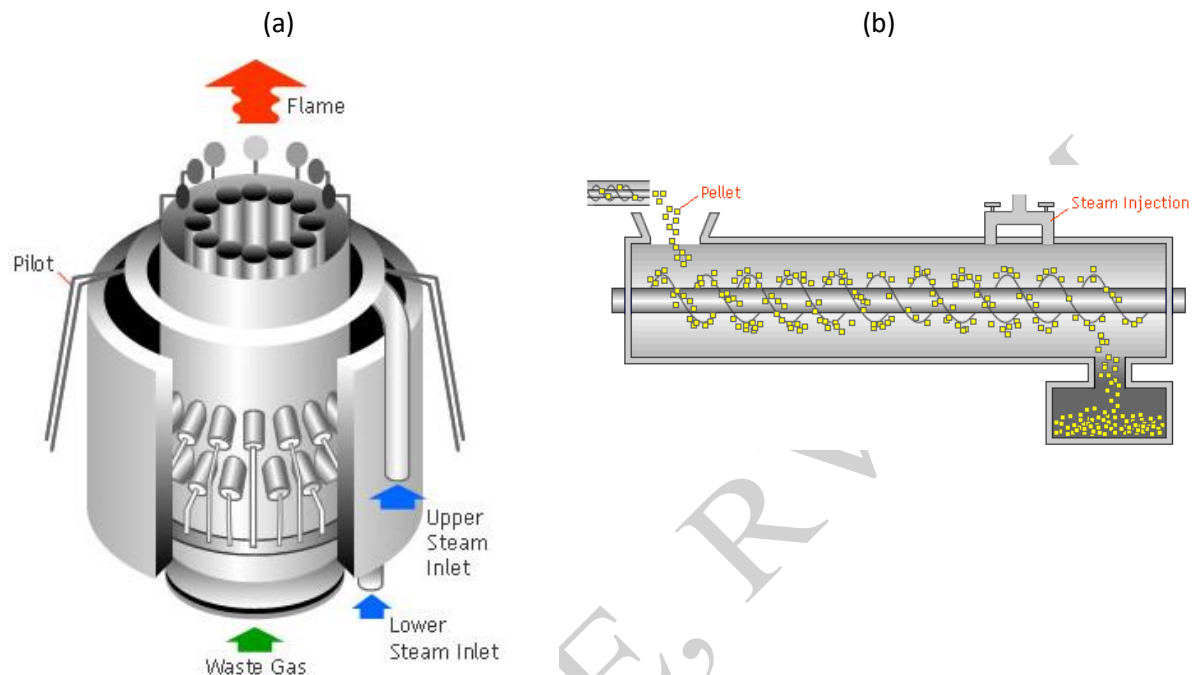 (a)
(b)
Flame
Pilot
Upper
Steam
Inlet
Lower
Steam Inlet
Waste Gas
Pellet
Steam Injection